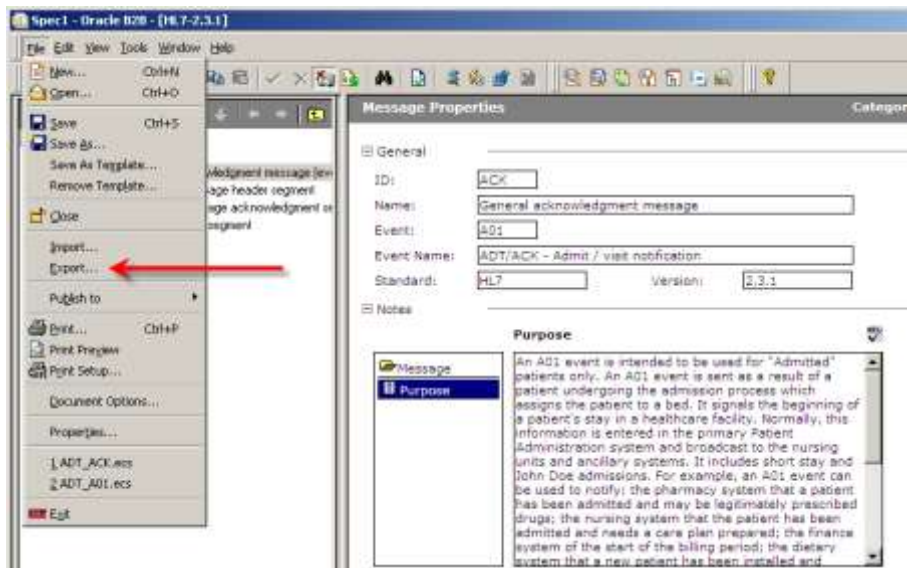 Spec1 - Oracle B2B - [HL7-2.3.1]
File Edit View Tools Window Help
New... Ctrl+N
Open... Ctrl+O
Save Ctrl+S
Save As...
Save As Template...
Remove Template...
Close
Import...
Export...
Publish to
Print... Ctrl+P
Print Preview
Print Setup...
Document Options...
Properties...
1 ADT_ACK.ecs
2 ADT_A01.ecs
Exit
wledgment message [ev
age header segment
age acknowledgment se
segment
Message Properties Categor
General
ID: ACK
Name: General acknowledgment message
Event: A01
Event Name: ADT/ACK - Admit / visit notification
Standard: HL7 Version: 2.3.1
Notes
Purpose
Message
Purpose
An A01 event is intended to be used for "Admitted"
patients only. An A01 event is sent as a result of a
patient undergoing the admission process which
assigns the patient to a bed. It signals the beginning of
a patient's stay in a healthcare facility. Normally, this
information is entered in the primary Patient
Administration system and broadcast to the nursing
units and ancillary systems. It includes short stay and
John Doe admissions. For example, an A01 event can
be used to notify: the pharmacy system that a patient
has been admitted and may be legitimately prescribed
drugs; the nursing system that the patient has been
admitted and needs a care plan prepared; the finance
system of the start of the billing period; the dietary
system that a new patient has been installed and